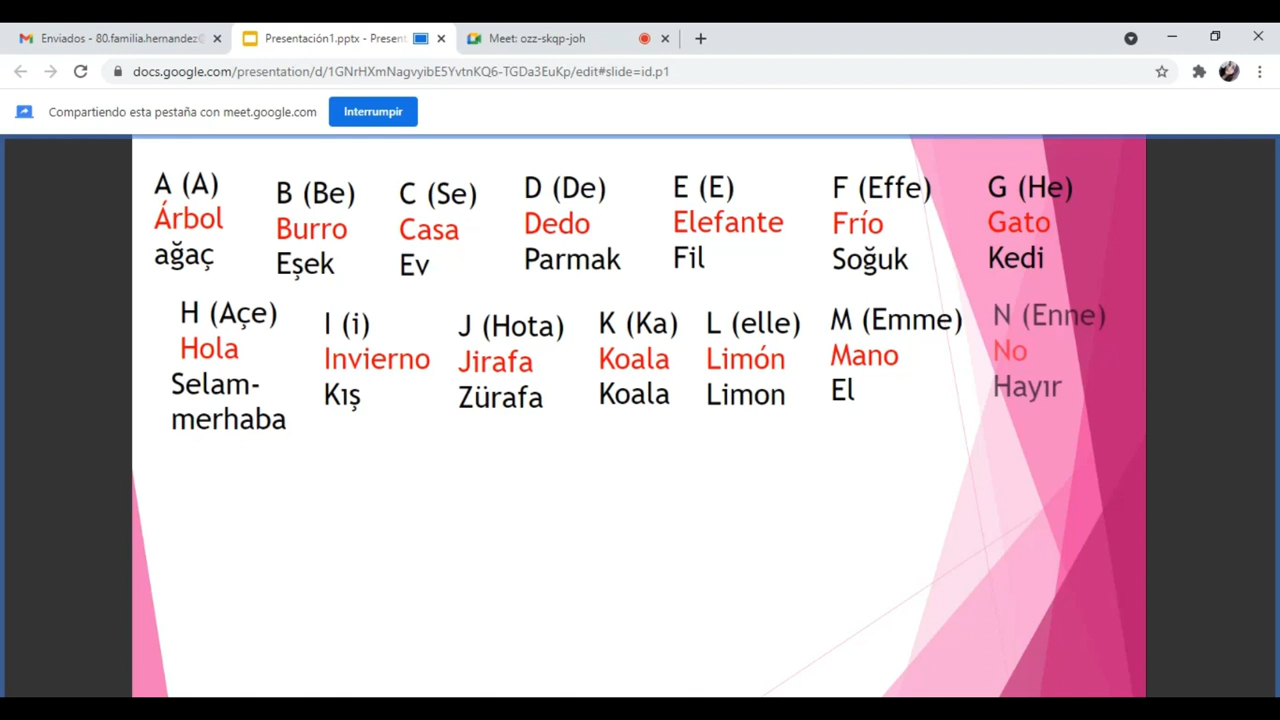 Enviados - 80.familia.hernandez@
Presentación1.pptx - Present
Meet: ozz-skqp-joh
docs.google.com/presentation/d/1GNrHXmNagvyibE5YvtnKQ6-TGDa3EuKp/edit#slide=id.p1
Compartiendo esta pestaña con meet.google.com
Interrumpir
A (A)
Árbol
ağaç
B (Be)
Burro
Eşek
C (Se)
Casa
Ev
D (De)
Dedo
Parmak
E (E)
Elefante
Fil
F (Effe)
Frío
Soğuk
G (He)
Gato
Kedi
H (Açe)
Hola
Selam-
merhaba
I (i)
Invierno
Kış
J (Hota)
Jirafa
Zürafa
K (Ka)
Koala
Koala
L (elle)
Limón
Limon
M (Emme)
Mano
El
N (Enne)
No
Hayır